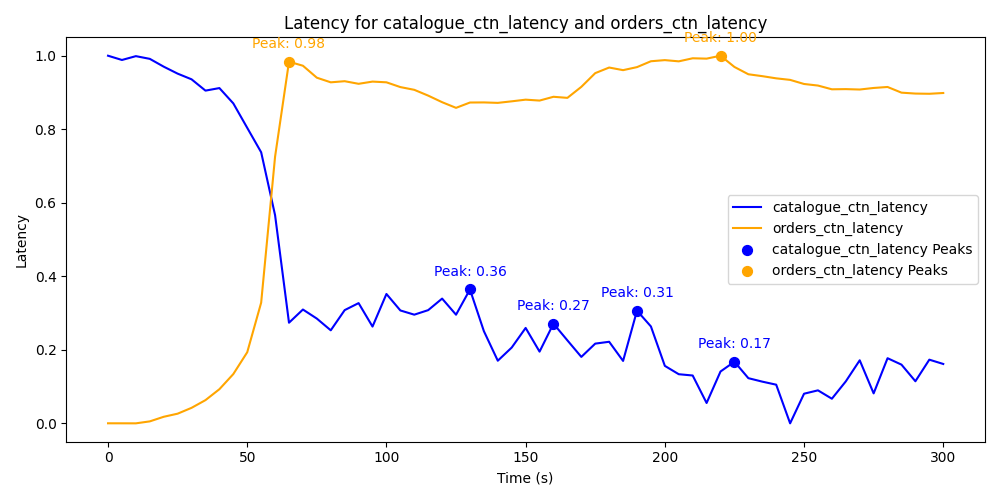 Latency for catalogue_ctn_latency and orders_ctn_latency
Peak: 0.98
Peak: 1.00
1.0
0.8
0.6
0.4
0.2
0.0
Latency
catalogue_ctn_latency
orders_ctn_latency
catalogue_ctn_latency Peaks
orders_ctn_latency Peaks
Peak: 0.36
Peak: 0.27
Peak: 0.31
Peak: 0.17
0 50 100 150 200 250 300
Time (s)